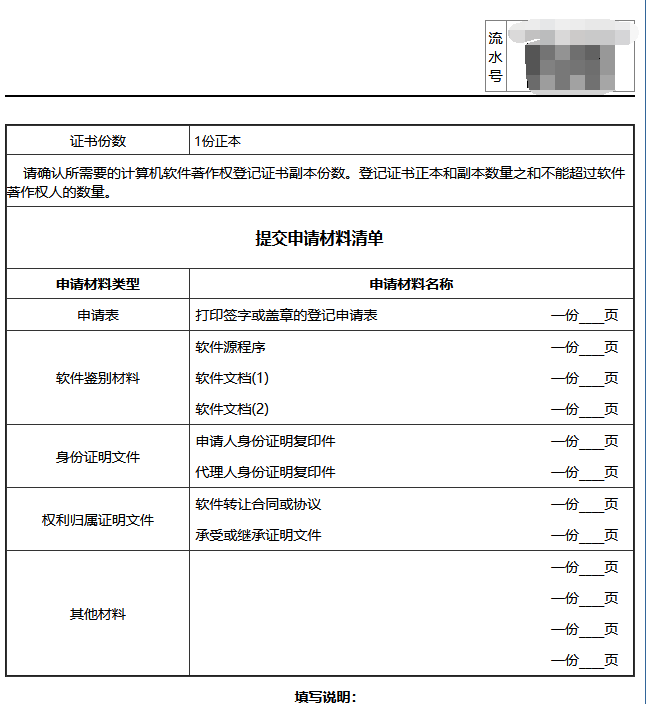 流
水
号
证书份数 1份正本
请确认所需要的计算机软件著作权登记证书副本份数。登记证书正本和副本数量之和不能超过软件
著作权人的数量。
提交申请材料清单
申请材料类型 申请材料名称
申请表 打印签字或盖章的登记申请表 一份___页
软件鉴别材料
软件源程序 一份___页
软件文档(1) 一份___页
软件文档(2) 一份___页
身份证明文件
申请人身份证明复印件 一份___页
代理人身份证明复印件 一份___页
权利归属证明文件
软件转让合同或协议 一份___页
承受或继承证明文件 一份___页
其他材料
一份___页
一份___页
一份___页
一份___页
填写说明：